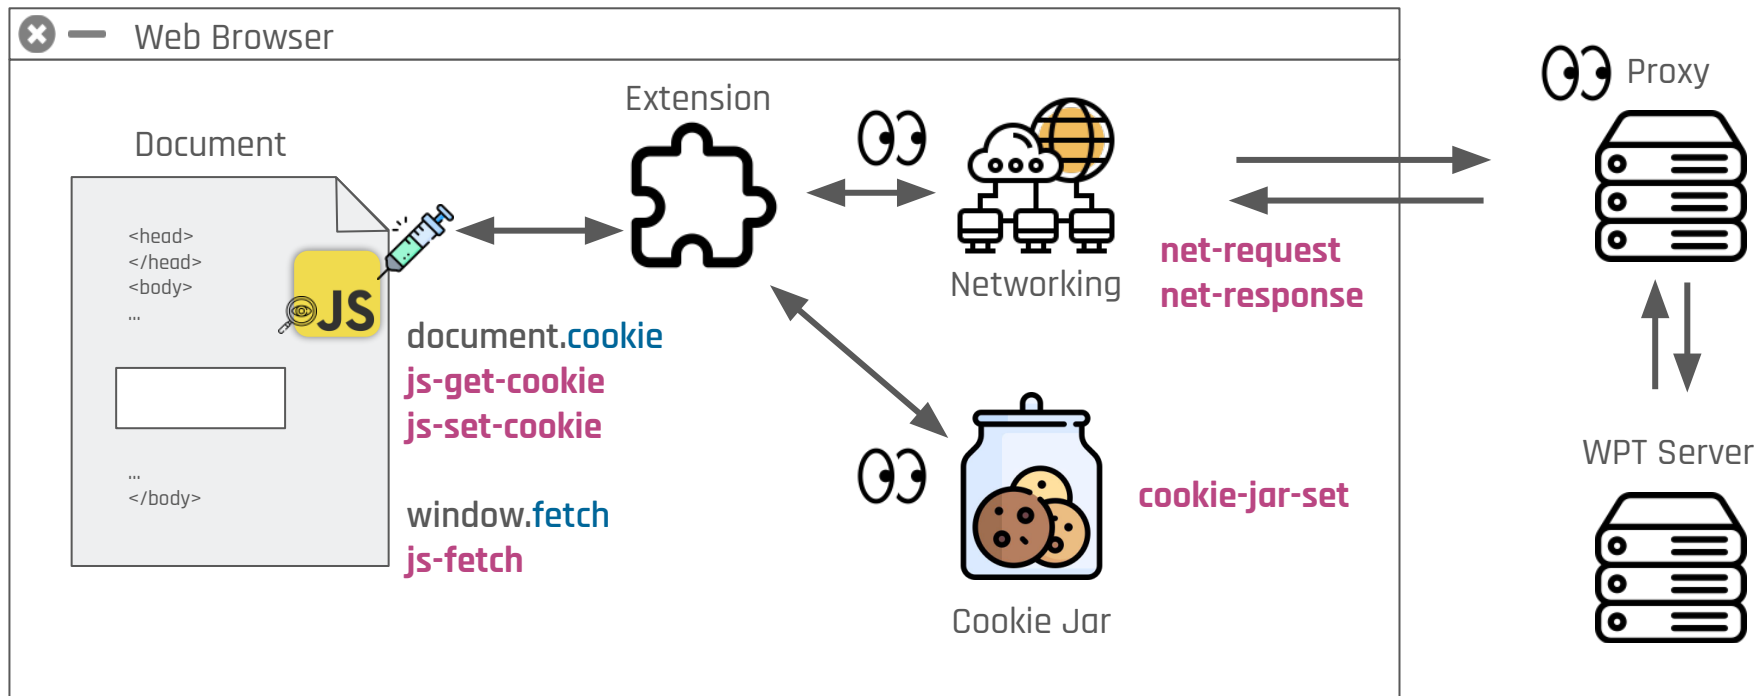 Web Browser
Document
<head>
</head>
<body>
...
JS
...
</body>
document.cookie
js-get-cookie
js-set-cookie
window.fetch
js-fetch
Extension
Networking
net-request
net-response
cookie-jar-set
Cookie Jar
Proxy
WPT Server